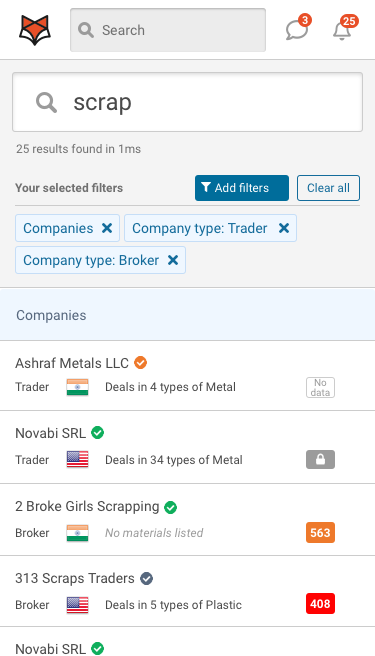 Search
3
25
scrap
25 results found in 1ms
Your selected filters
Add filters
Clear all
Companies
Company type: Trader
Company type: Broker
Companies
Ashraf Metals LLC
Trader Deals in 4 types of Metal No data
Novabi SRL
Trader Deals in 34 types of Metal
2 Broke Girls Scrapping
Broker No materials listed 563
313 Scraps Traders
Broker Deals in 5 types of Plastic 408
Novabi SRL